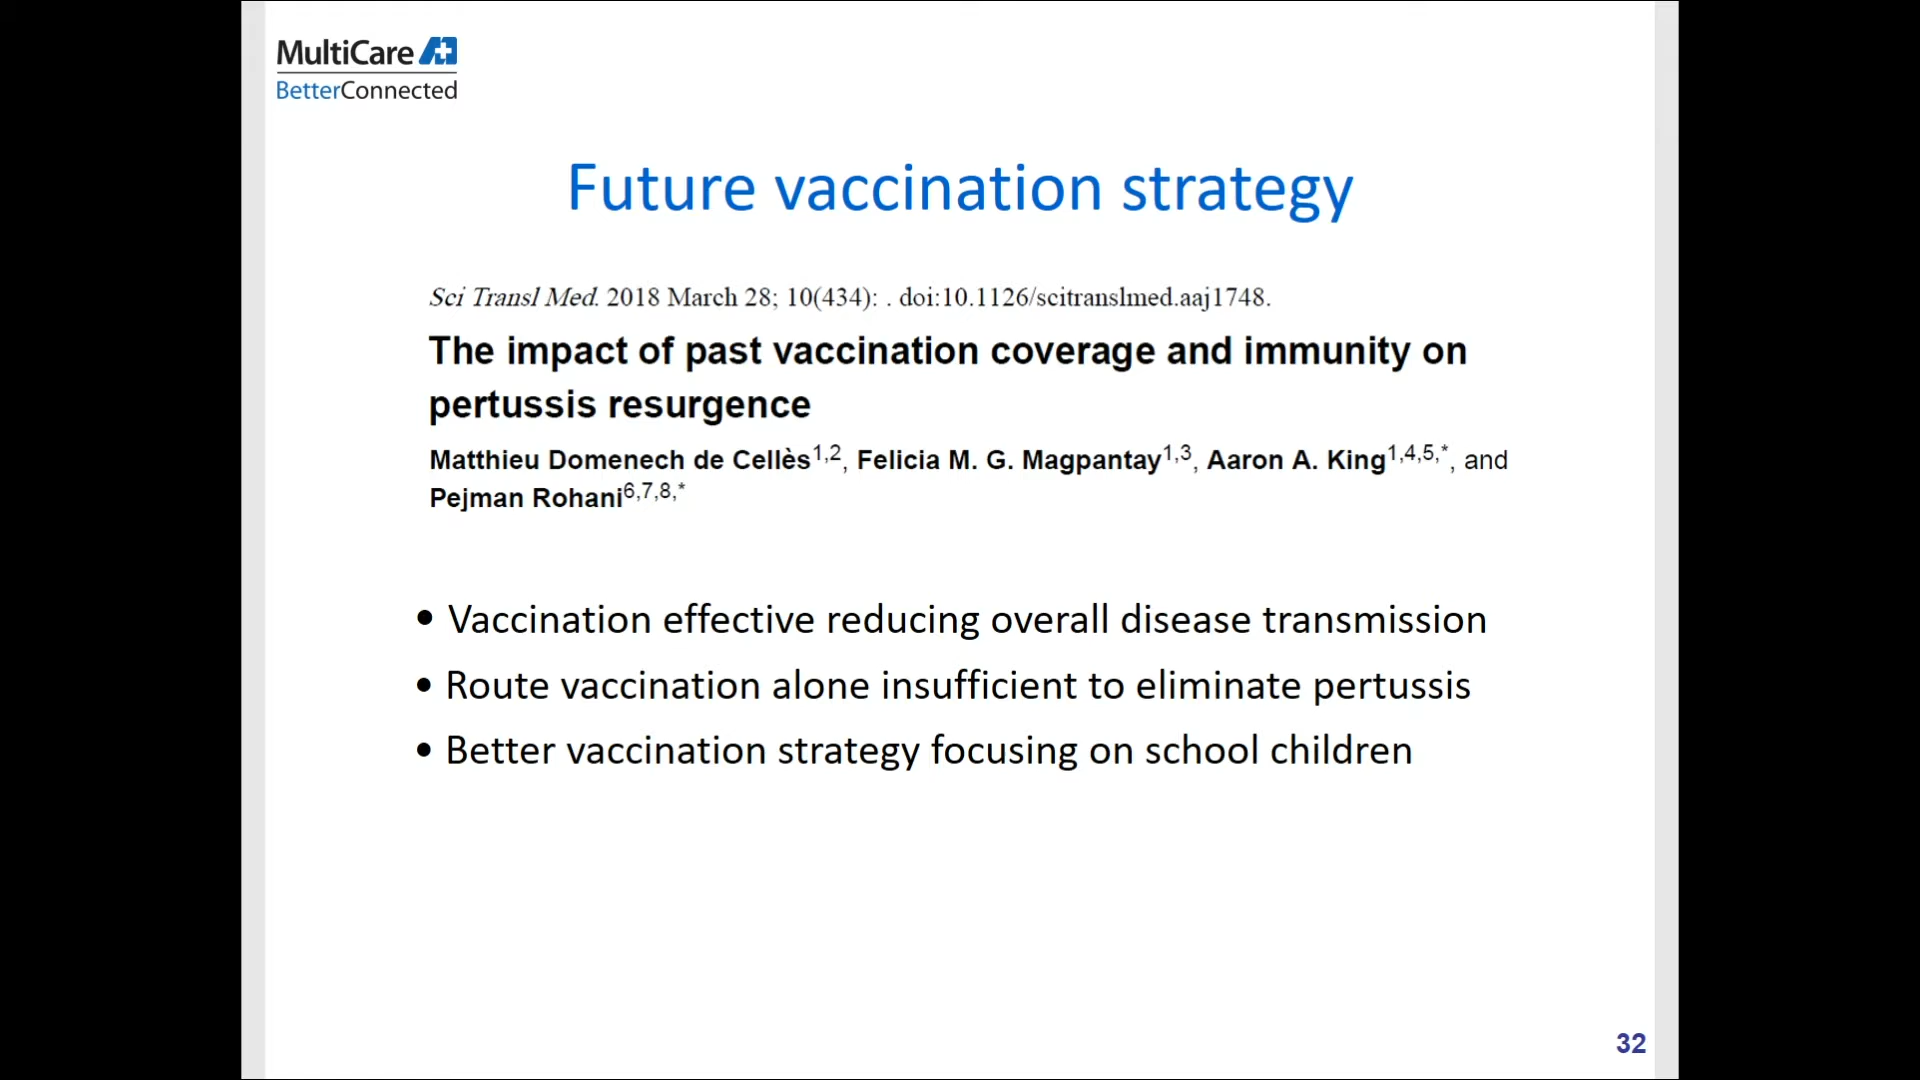 MultiCare
BetterConnected
Future vaccination strategy
Sci Transl Med. 2018 March 28; 10(434): . doi:10.1126/scitranslmed.aaj1748.
The impact of past vaccination coverage and immunity on
pertussis resurgence
Matthieu Domenech de Cellès1,2, Felicia M. G. Magpantay1,3, Aaron A. King1,4,5,*, and
Pejman Rohani6,7,8,*
• Vaccination effective reducing overall disease transmission
• Route vaccination alone insufficient to eliminate pertussis
• Better vaccination strategy focusing on school children
32